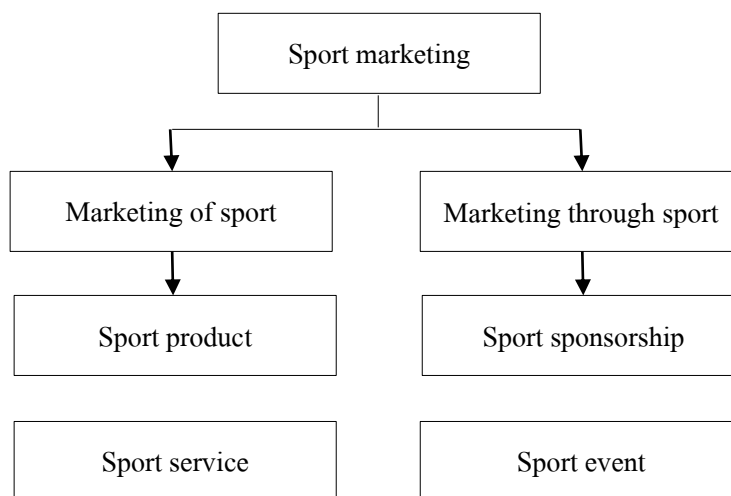 Sport marketing
Marketing of sport
Marketing through sport
Sport product
Sport sponsorship
Sport service
Sport event